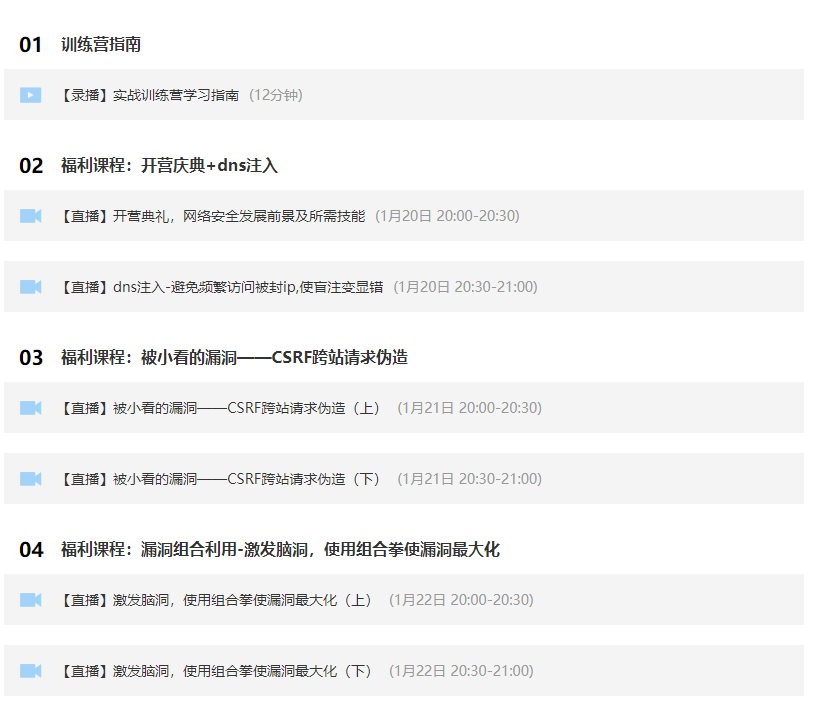 01 训练营指南
【录播】实战训练营学习指南 (12分钟)
02 福利课程：开营庆典+dns注入
【直播】开营典礼，网络安全发展前景及所需技能 (1月20日 20:00-20:30)
【直播】dns注入-避免频繁访问被封ip,使盲注变显错 (1月20日 20:30-21:00)
03 福利课程：被小看的漏洞——CSRF跨站请求伪造
【直播】被小看的漏洞——CSRF跨站请求伪造（上） (1月21日 20:00-20:30)
【直播】被小看的漏洞——CSRF跨站请求伪造（下） (1月21日 20:30-21:00)
04 福利课程：漏洞组合利用-激发脑洞，使用组合拳使漏洞最大化
【直播】激发脑洞，使用组合拳使漏洞最大化（上） (1月22日 20:00-20:30)
【直播】激发脑洞，使用组合拳使漏洞最大化（下） (1月22日 20:30-21:00)